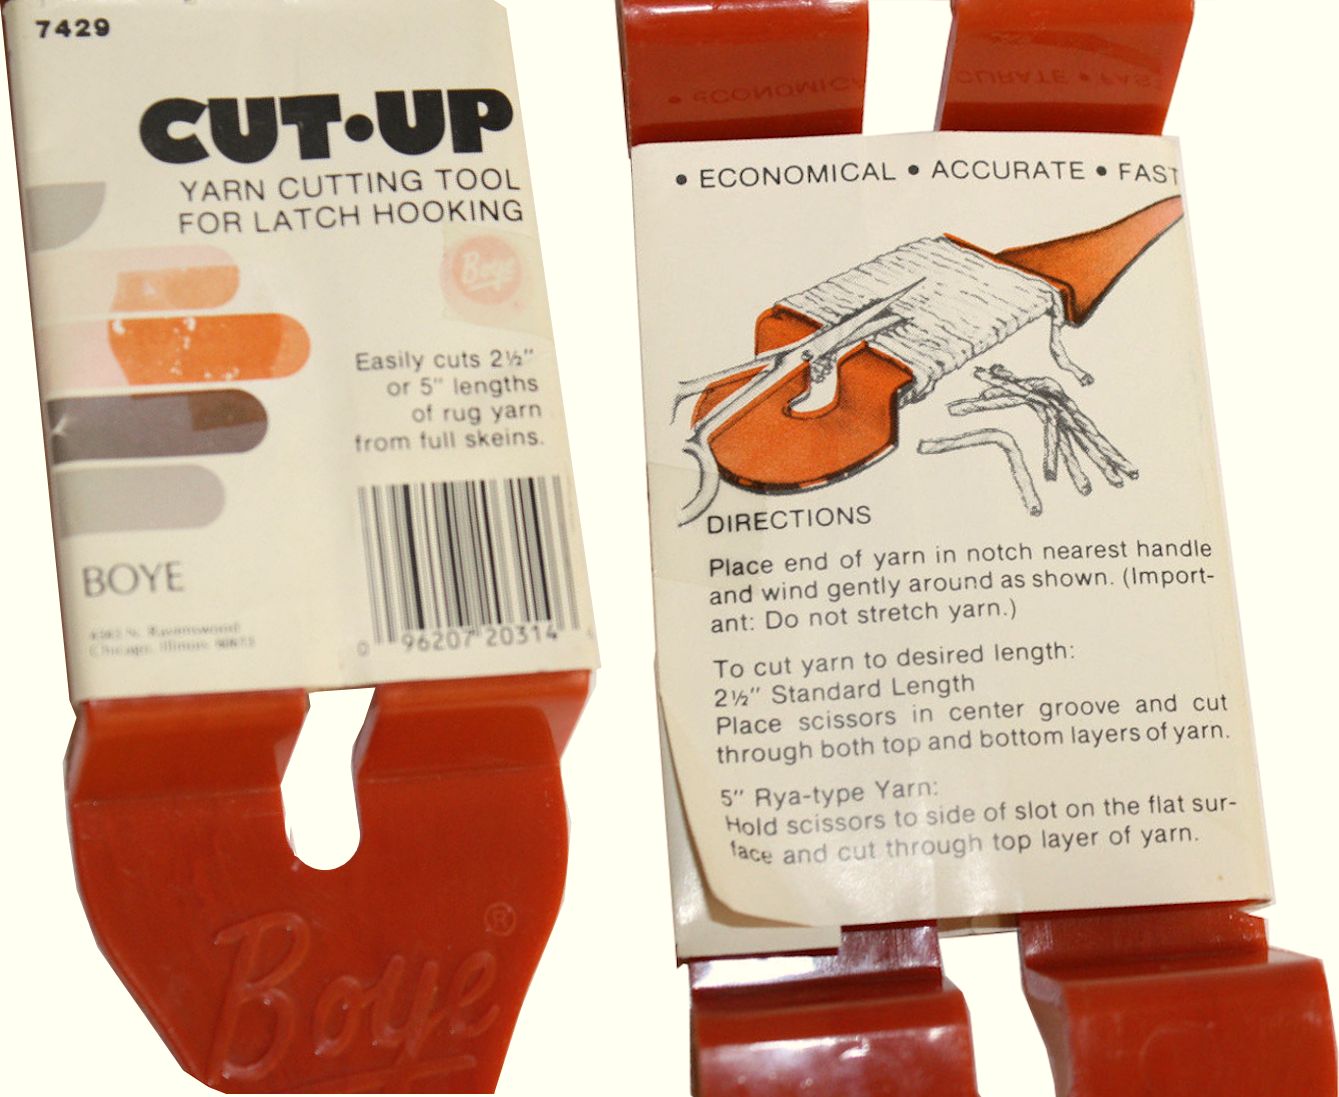 7429
CUT•UP
YARN CUTTING TOOL
FOR LATCH HOOKING
Boye
Easily cuts 2½"
or 5" lengths
of rug yarn
from full skeins.
BOYE
Ravenswood
Chicago, Illinois
0 96207 20314
Boye®
• ECONOMICAL • ACCURATE • FAST
DIRECTIONS
Place end of yarn in notch nearest handle
and wind gently around as shown. (Import-
ant: Do not stretch yarn.)
To cut yarn to desired length:
2½" Standard Length
Place scissors in center groove and cut
through both top and bottom layers of yarn.
5" Rya-type Yarn:
Hold scissors to side of slot on the flat sur-
face and cut through top layer of yarn.